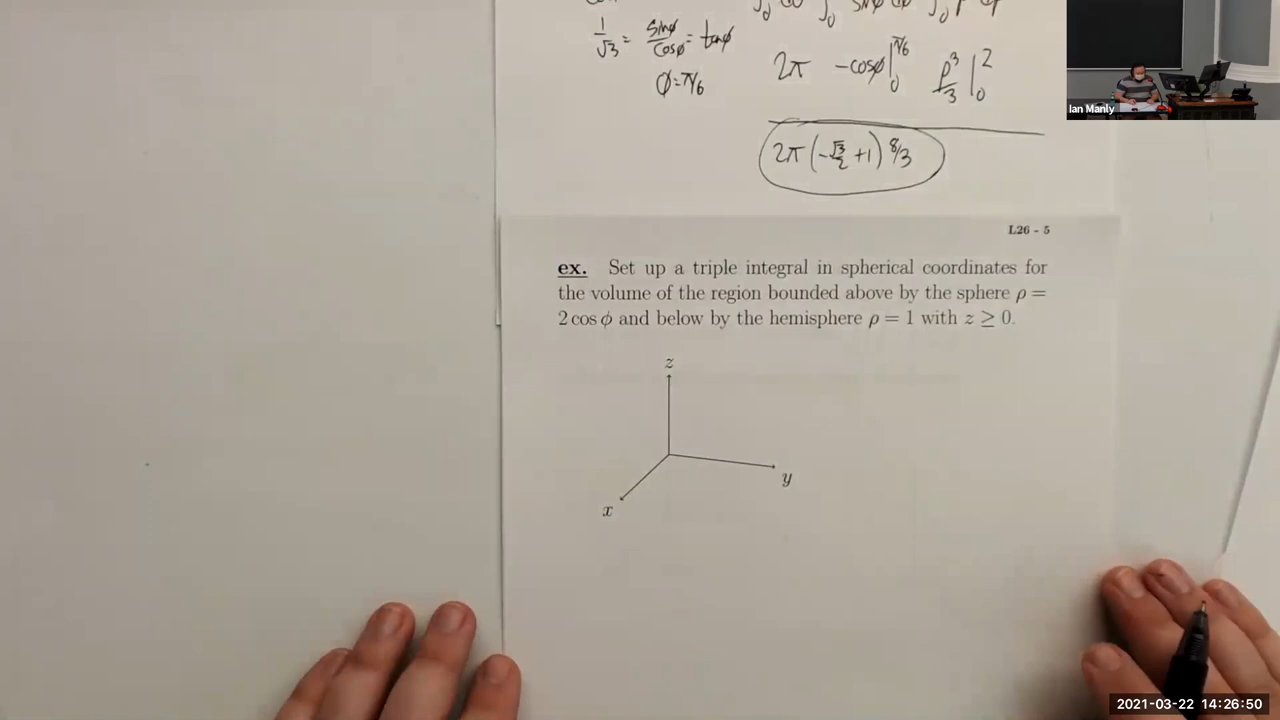 1/√3 = sinφ/cosφ = tanφ
φ = π/6
2π -cosφ|₀^π/6 ρ³/3|₀²
2π(-√3/2 + 1) 8/3
Ian Manly
L26 - 5
ex. Set up a triple integral in spherical coordinates for
the volume of the region bounded above by the sphere ρ =
2 cos φ and below by the hemisphere ρ = 1 with z ≥ 0.
z
y
x
2021-03-22 14:26:50